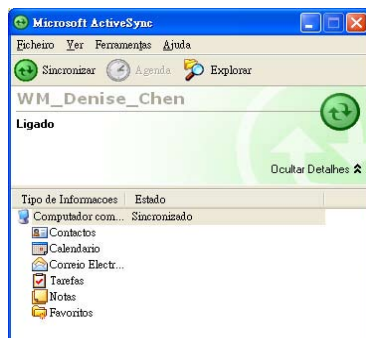 Microsoft ActiveSync
Ficheiro Ver Ferramentas Ajuda
Sincronizar Agenda Explorar
WM_Denise_Chen
Ligado
Ocultar Detalhes
Tipo de Informacoes Estado
Computador com... Sincronizado
Contactos
Calendario
Correio Electr...
Tarefas
Notas
Favoritos